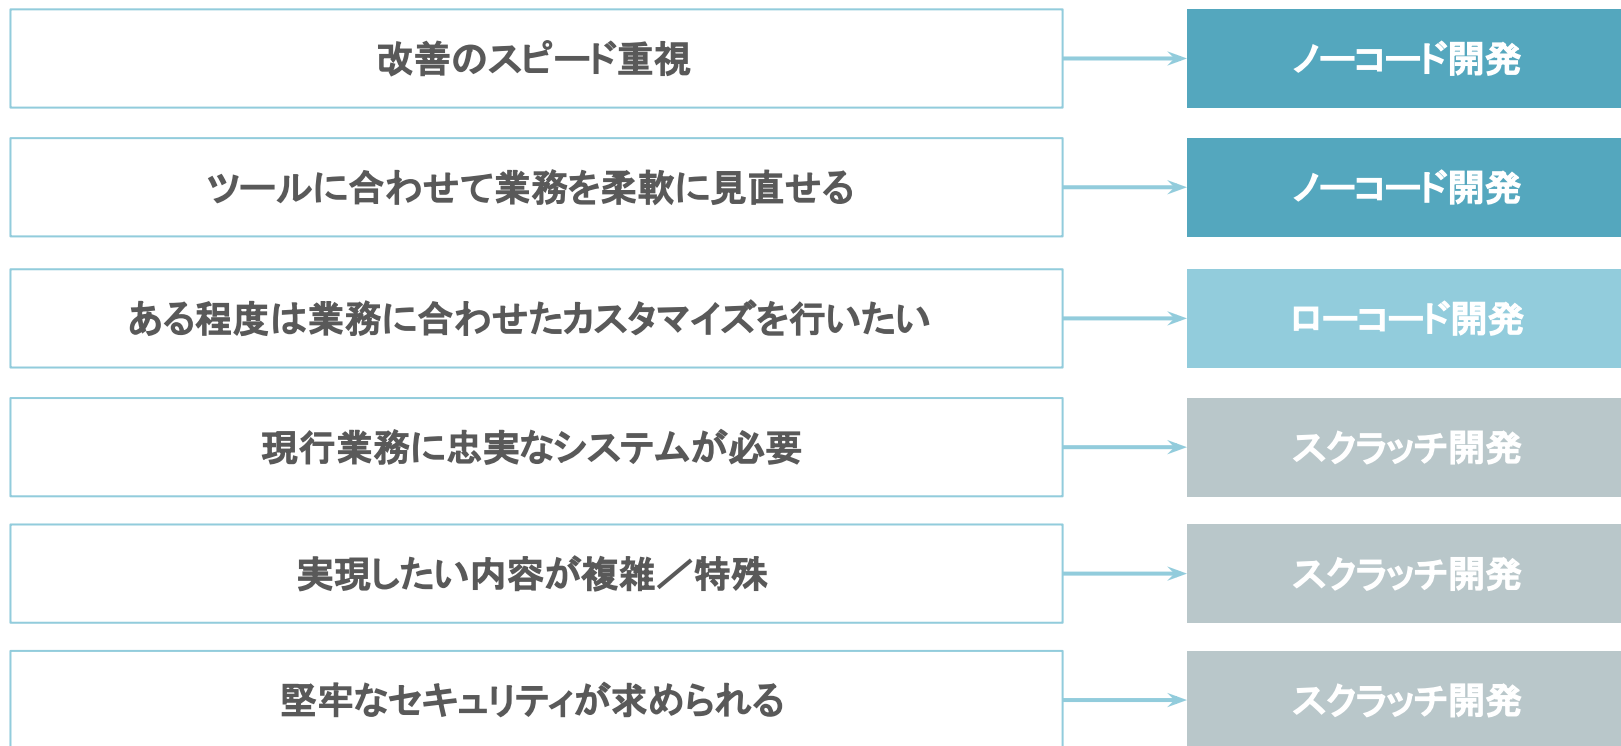 改善のスピード重視
ノーコード開発
ツールに合わせて業務を柔軟に見直せる
ノーコード開発
ある程度は業務に合わせたカスタマイズを行いたい
ローコード開発
現行業務に忠実なシステムが必要
スクラッチ開発
実現したい内容が複雑／特殊
スクラッチ開発
堅牢なセキュリティが求められる
スクラッチ開発